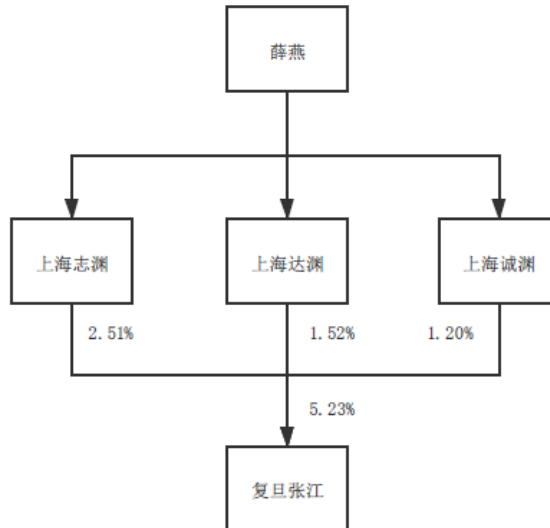 薛燕
上海志渊
上海达渊
上海诚渊
2.51%
1.52%
1.20%
5.23%
复旦张江